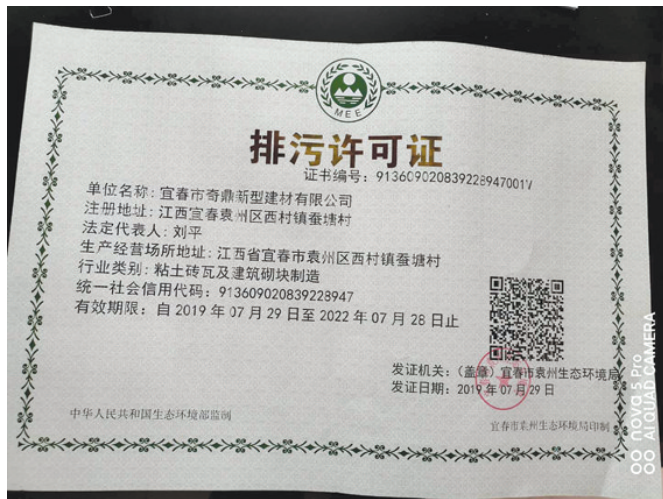 MEE
排污许可证
证书编号：913609020839228947001V
单位名称：宜春市奇鼎新型建材有限公司
注册地址：江西宜春袁州区西村镇蚕塘村
法定代表人：刘平
生产经营场所地址：江西省宜春市袁州区西村镇蚕塘村
行业类别：粘土砖瓦及建筑砌块制造
统一社会信用代码：913609020839228947
有效期限：自 2019 年 07 月 29 日至 2022 年 07 月 28 日止
发证机关：（盖章）宜春市袁州生态环境局
发证日期：2019 年 07 月 29 日
中华人民共和国生态环境部监制
宜春市袁州生态环境局印制
nova 5 Pro
AI QUAD CAMERA